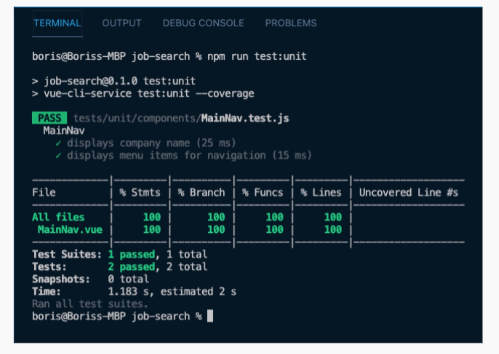 TERMINAL OUTPUT DEBUG CONSOLE PROBLEMS
boris@Boriss-MBP job-search % npm run test:unit
> job-search@0.1.0 test:unit
> vue-cli-service test:unit --coverage
PASS tests/unit/components/MainNav.test.js
MainNav
✓ displays company name (25 ms)
✓ displays menu items for navigation (15 ms)
File | % Stmts | % Branch | % Funcs | % Lines | Uncovered Line #s
All files | 100 | 100 | 100 | 100 |
MainNav.vue | 100 | 100 | 100 | 100 |
Test Suites: 1 passed, 1 total
Tests: 2 passed, 2 total
Snapshots: 0 total
Time: 1.183 s, estimated 2 s
Ran all test suites.
boris@Boriss-MBP job-search %